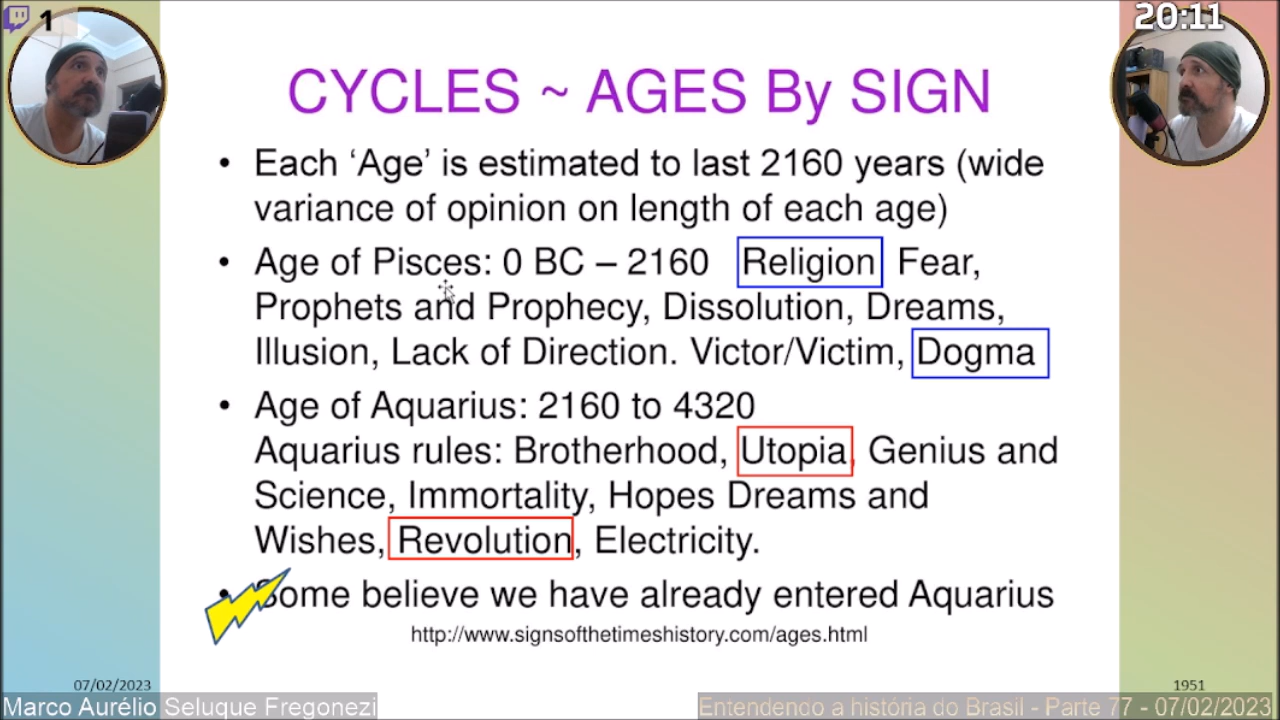 1
20:11
CYCLES ~ AGES By SIGN
• Each ‘Age’ is estimated to last 2160 years (wide
variance of opinion on length of each age)
• Age of Pisces: 0 BC – 2160 Religion Fear,
Prophets and Prophecy, Dissolution, Dreams,
Illusion, Lack of Direction. Victor/Victim, Dogma
• Age of Aquarius: 2160 to 4320
Aquarius rules: Brotherhood, Utopia, Genius and
Science, Immortality, Hopes Dreams and
Wishes, Revolution, Electricity.
• Some believe we have already entered Aquarius
http://www.signsofthetimeshistory.com/ages.html
07/02/2023
1951
Marco Aurélio Seluque Fregonezi
Entendendo a história do Brasil - Parte 77 - 07/02/2023